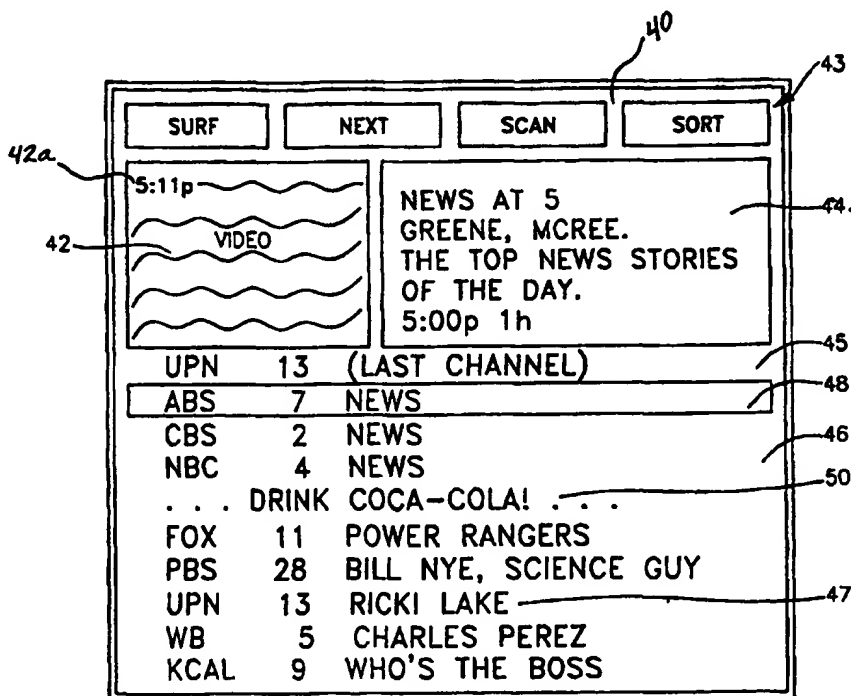 40
43
SURF NEXT SCAN SORT
42a
5:11p
42
VIDEO
NEWS AT 5
GREENE, MCREE.
THE TOP NEWS STORIES
OF THE DAY.
5:00p 1h
44.
UPN 13 (LAST CHANNEL)
45
ABS 7 NEWS
48
CBS 2 NEWS
46
NBC 4 NEWS
. . . DRINK COCA-COLA! . . .
50
FOX 11 POWER RANGERS
PBS 28 BILL NYE, SCIENCE GUY
UPN 13 RICKI LAKE
47
WB 5 CHARLES PEREZ
KCAL 9 WHO'S THE BOSS